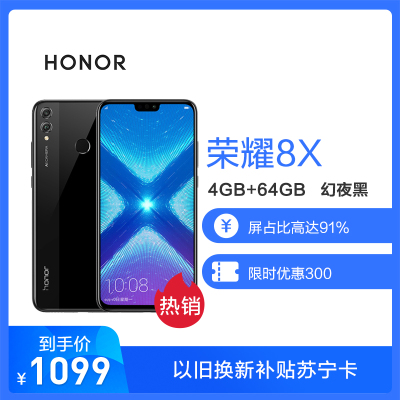 HONOR
荣耀8X
4GB+64GB 幻夜黑
屏占比高达91%
限时优惠300
honor
热销
到手价
¥1099
以旧换新补贴苏宁卡